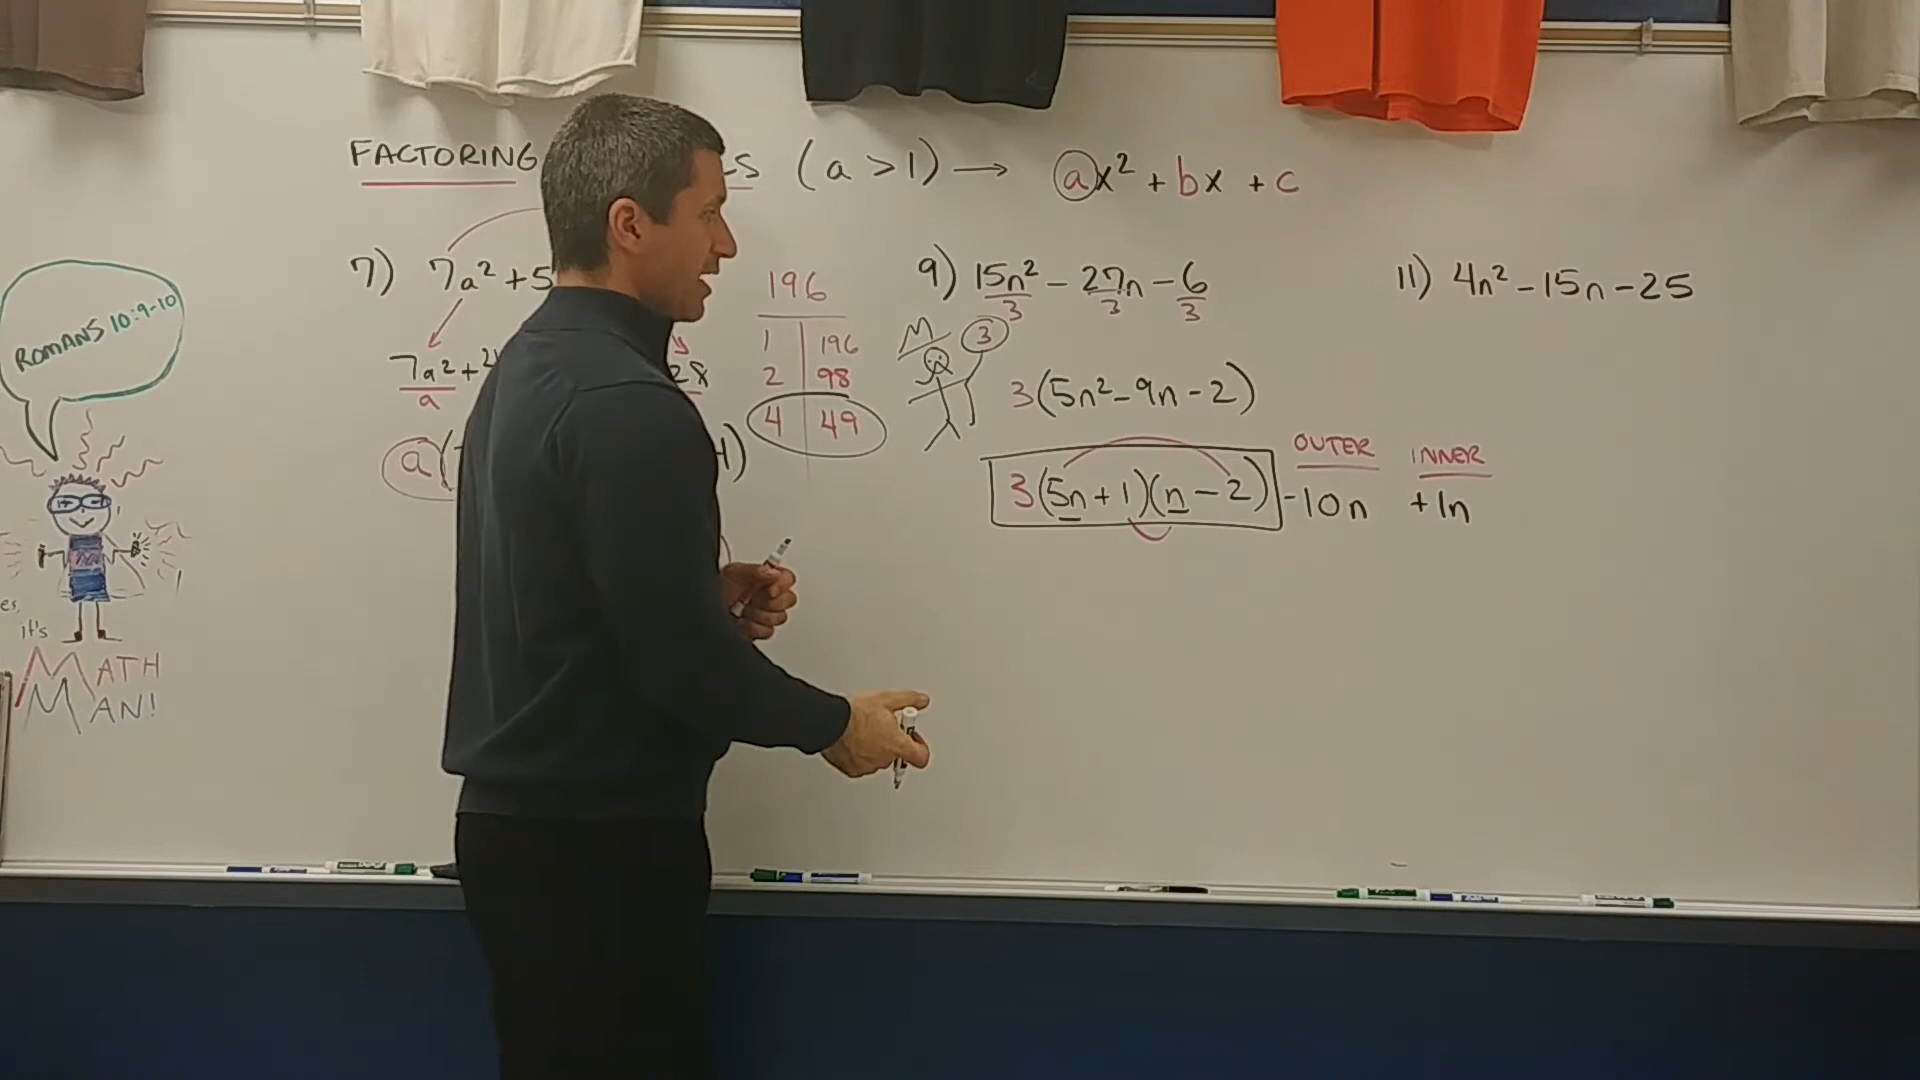 FACTORING (a > 1) → ax² + bx + c
7) 7a² + 5
7a² + 28
a a(
196
1 196
2 98
4 49
9) 15n² - 27n - 6
3 3 3
M 3
3(5n² - 9n - 2)
OUTER INNER
3(5n + 1)(n - 2) -10n +1n
11) 4n² - 15n - 25
ROMANS 10:9-10
it's
MATH
MAN!